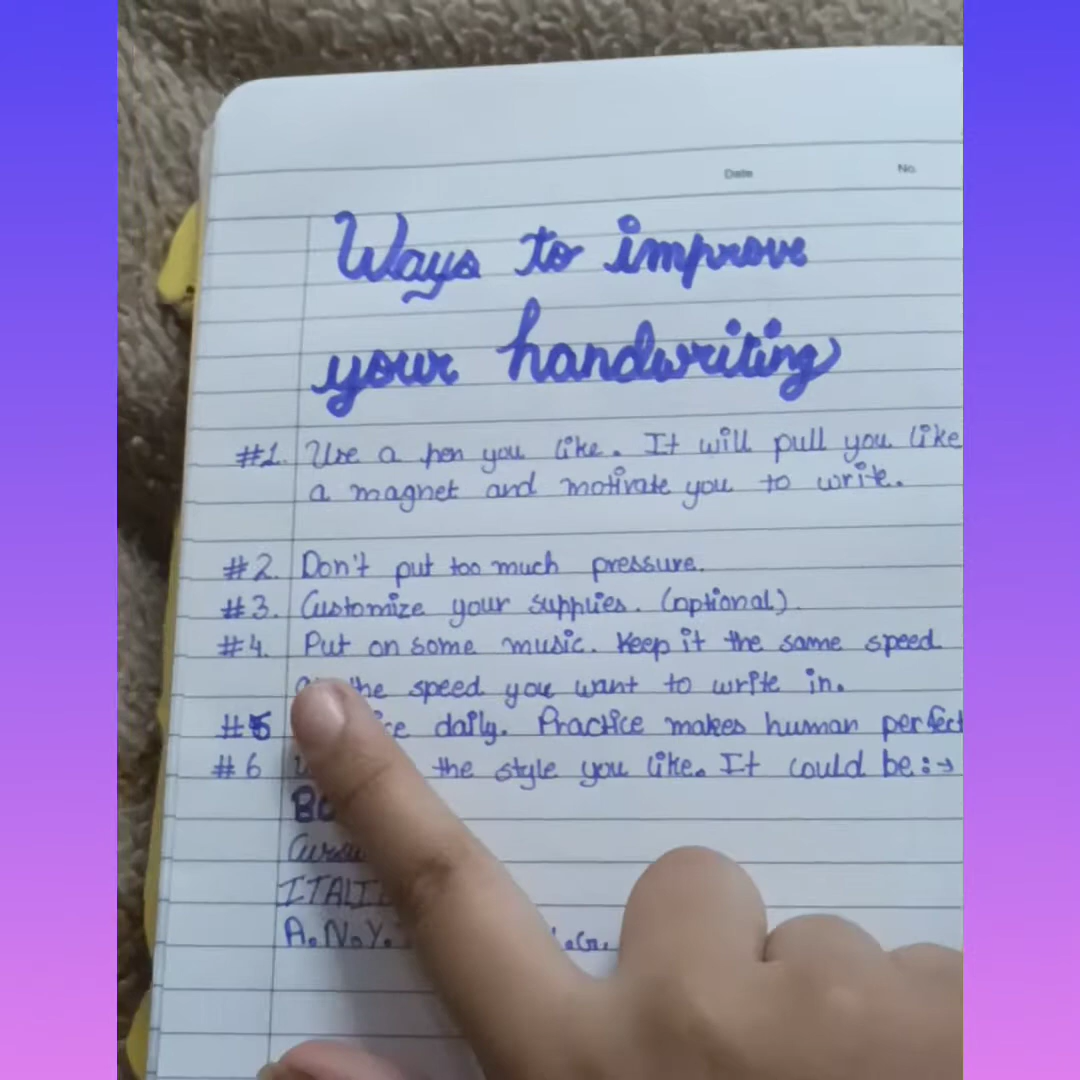 Date No.
Ways to improve
your handwriting
#1. Use a pen you like. It will pull you like
a magnet and motivate you to write.
#2. Don't put too much pressure.
#3. Customize your supplies. (optional).
#4. Put on some music. Keep it the same speed
the speed you want to write in.
#5 daily. Practice makes human perfect
#6 the style you like. It could be:→
A.N.Y.